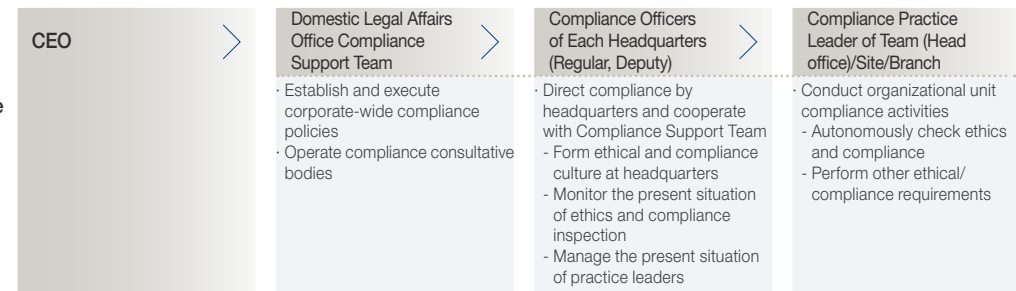 CEO
Domestic Legal Affairs
Office Compliance
Support Team
· Establish and execute
corporate-wide compliance
policies
· Operate compliance consultative
bodies
Compliance Officers
of Each Headquarters
(Regular, Deputy)
· Direct compliance by
headquarters and cooperate
with Compliance Support Team
- Form ethical and compliance
culture at headquarters
- Monitor the present situation
of ethics and compliance
inspection
- Manage the present situation
of practice leaders
Compliance Practice
Leader of Team (Head
office)/Site/Branch
· Conduct organizational unit
compliance activities
- Autonomously check ethics
and compliance
- Perform other ethical/
compliance requirements